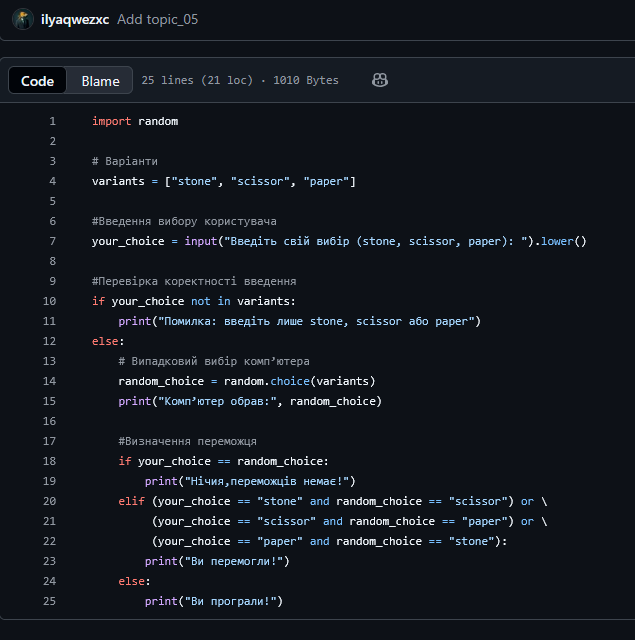 ilyaqwezxc Add topic_05
Code Blame 25 lines (21 loc) · 1010 Bytes
1 import random
2
3 # Варіанти
4 variants = ["stone", "scissor", "paper"]
5
6 #Введення вибору користувача
7 your_choice = input("Введіть свій вибір (stone, scissor, paper): ").lower()
8
9 #Перевірка коректності введення
10 if your_choice not in variants:
11     print("Помилка: введіть лише stone, scissor або paper")
12 else:
13     # Випадковий вибір комп’ютера
14     random_choice = random.choice(variants)
15     print("Комп’ютер обрав:", random_choice)
16
17     #Визначення переможця
18     if your_choice == random_choice:
19         print("Нічия,переможців немає!")
20     elif (your_choice == "stone" and random_choice == "scissor") or \
21          (your_choice == "scissor" and random_choice == "paper") or \
22          (your_choice == "paper" and random_choice == "stone"):
23         print("Ви перемогли!")
24     else:
25         print("Ви програли!")